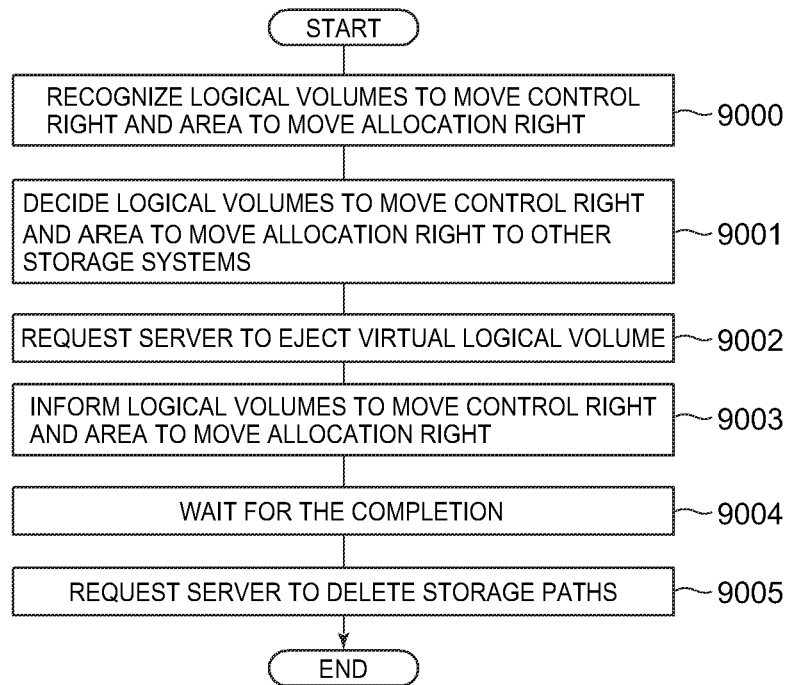 START
RECOGNIZE LOGICAL VOLUMES TO MOVE CONTROL
RIGHT AND AREA TO MOVE ALLOCATION RIGHT
9000
DECIDE LOGICAL VOLUMES TO MOVE CONTROL RIGHT
AND AREA TO MOVE ALLOCATION RIGHT TO OTHER
STORAGE SYSTEMS
9001
REQUEST SERVER TO EJECT VIRTUAL LOGICAL VOLUME
9002
INFORM LOGICAL VOLUMES TO MOVE CONTROL RIGHT
AND AREA TO MOVE ALLOCATION RIGHT
9003
WAIT FOR THE COMPLETION
9004
REQUEST SERVER TO DELETE STORAGE PATHS
9005
END